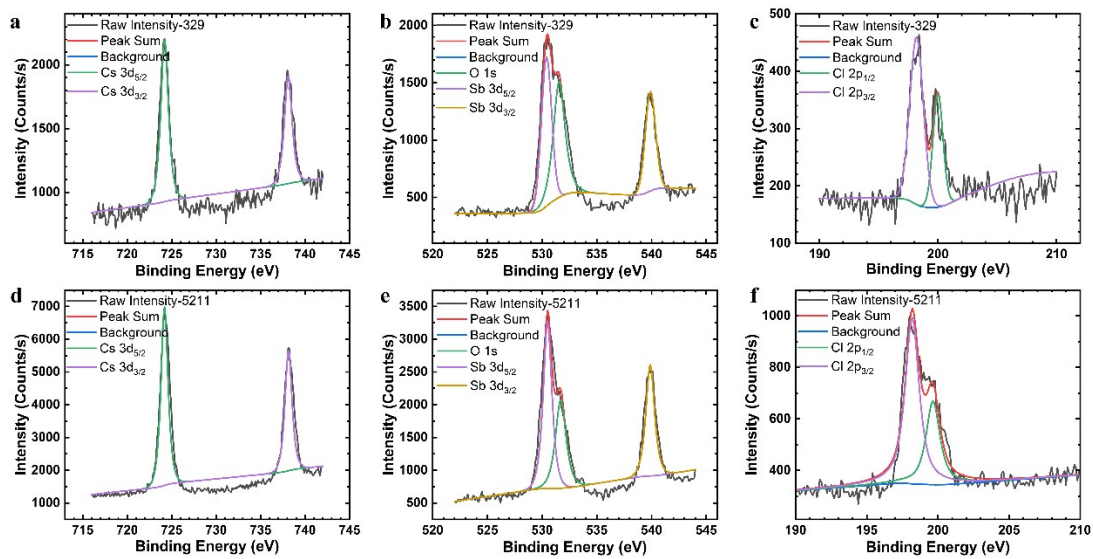 a
Raw Intensity-329
Peak Sum
Background
Cs 3d5/2
Cs 3d3/2
2000
1500
1000
Intensity (Counts/s)
715 720 725 730 735 740 745
Binding Energy (eV)
b
Raw Intensity-329
Peak Sum
Background
O 1s
Sb 3d5/2
Sb 3d3/2
2000
1500
1000
500
Intensity (Counts/s)
520 525 530 535 540 545
Binding Energy (eV)
c
Raw Intensity-329
Peak Sum
Background
Cl 2p1/2
Cl 2p3/2
500
400
300
200
100
Intensity (Counts/s)
190 195 200 205 210
Binding Energy (eV)
d
Raw Intensity-5211
Peak Sum
Background
Cs 3d5/2
Cs 3d3/2
7000
6000
5000
4000
3000
2000
1000
Intensity (Counts/s)
715 720 725 730 735 740 745
Binding Energy (eV)
e
Raw Intensity-5211
Peak Sum
Background
O 1s
Sb 3d5/2
Sb 3d3/2
3500
3000
2500
2000
1500
1000
500
Intensity (Counts/s)
520 525 530 535 540 545
Binding Energy (eV)
f
Raw Intensity-5211
Peak Sum
Background
Cl 2p1/2
Cl 2p3/2
1000
800
600
400
Intensity (Counts/s)
190 195 200 205 210
Binding Energy (eV)